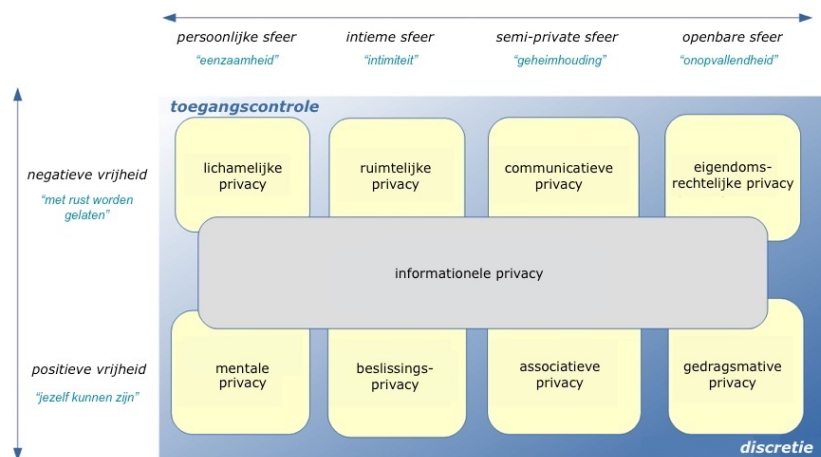 persoonlijke sfeer
intieme sfeer
semi-private sfeer
openbare sfeer
“eenzaamheid”
“intimiteit”
“geheimhouding”
“onopvallendheid”
toegangscontrole
negatieve vrijheid
“met rust worden
gelaten”
lichamelijke
privacy
ruimtelijke
privacy
communicatieve
privacy
eigendoms-
rechtelijke privacy
informationele privacy
positieve vrijheid
“jezelf kunnen zijn”
mentale
privacy
beslissings-
privacy
associatieve
privacy
gedragsmative
privacy
discretie